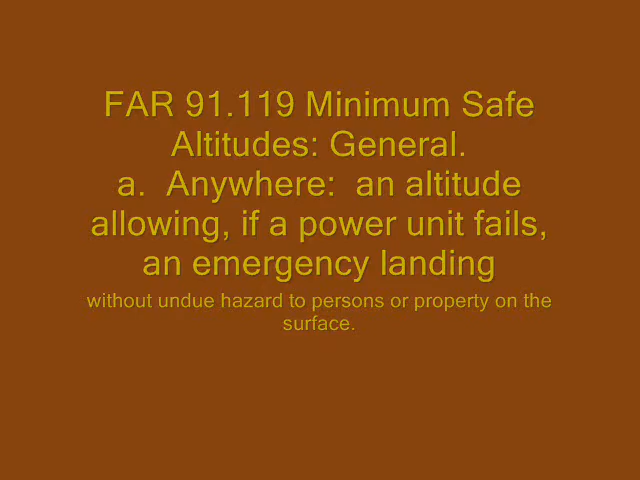 FAR 91.119 Minimum Safe
Altitudes: General.
a.  Anywhere:  an altitude
allowing, if a power unit fails,
an emergency landing
without undue hazard to persons or property on the
surface.